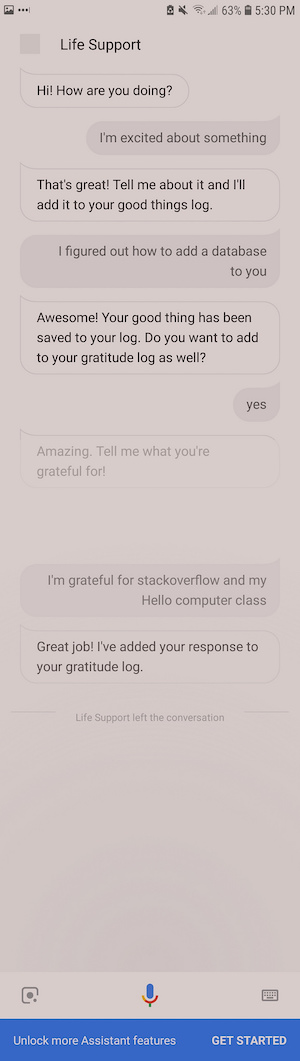 63% 5:30 PM
Life Support
Hi! How are you doing?
I'm excited about something
That's great! Tell me about it and I'll
add it to your good things log.
I figured out how to add a database
to you
Awesome! Your good thing has been
saved to your log. Do you want to add
to your gratitude log as well?
yes
Amazing. Tell me what you're
grateful for!
I'm grateful for stackoverflow and my
Hello computer class
Great job! I've added your response to
your gratitude log.
Life Support left the conversation
Unlock more Assistant features GET STARTED